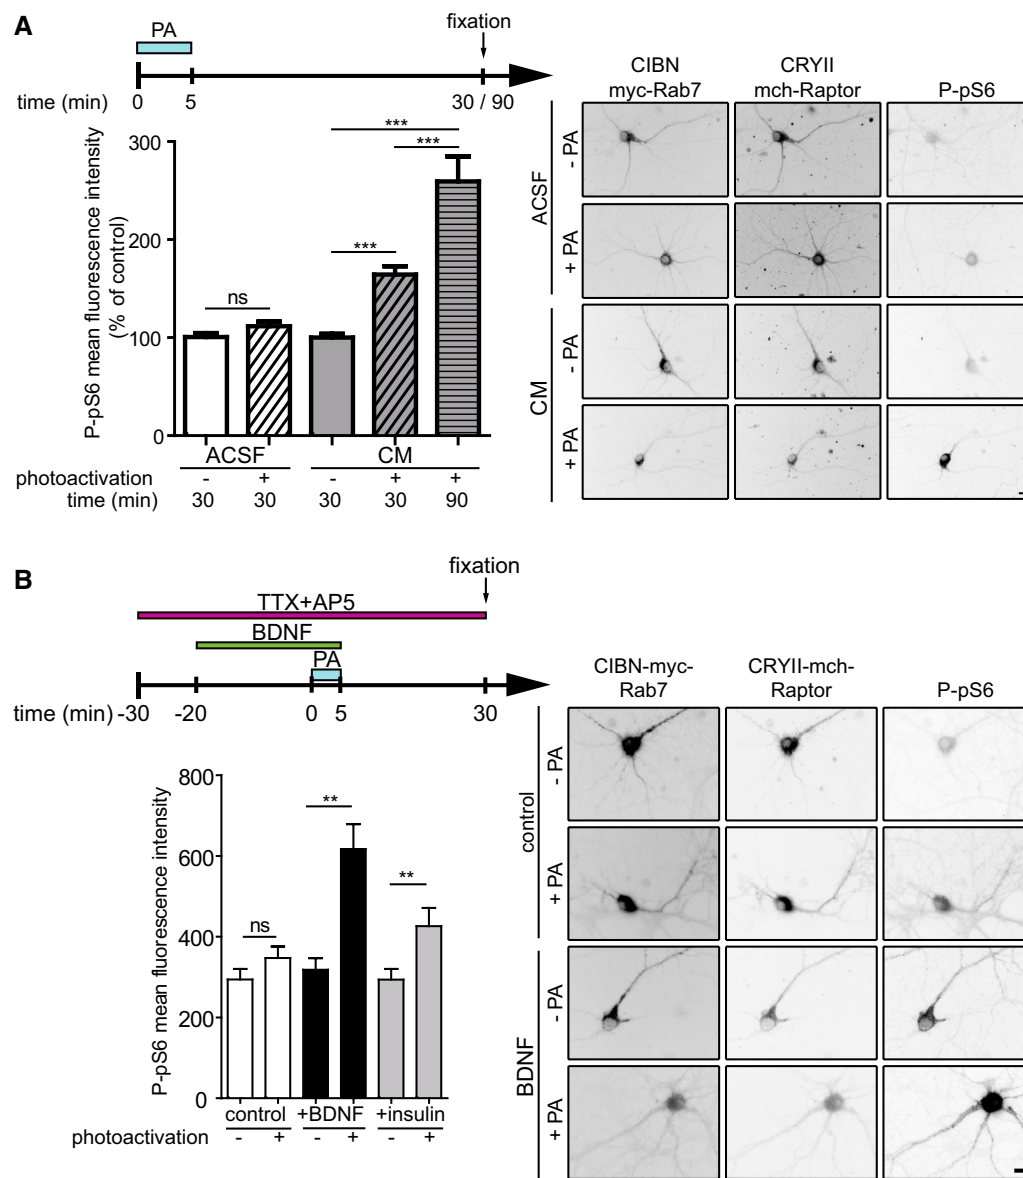 A
PA
fixation
time (min) 0 5 30 / 90
P-pS6 mean fluorescence intensity
(% of control)
300
200
100
0
ns
***
***
***
ACSF CM
photoactivation - + - + +
time (min) 30 30 30 30 90
CIBN
myc-Rab7
CRYII
mch-Raptor
P-pS6
ACSF
- PA
+ PA
CM
- PA
+ PA
B
fixation
TTX+AP5
BDNF
PA
time (min) -30 -20 0 5 30
P-pS6 mean fluorescence intensity
800
600
400
200
0
ns
**
**
control +BDNF +insulin
photoactivation - + - + - +
CIBN-myc-
Rab7
CRYII-mch-
Raptor
P-pS6
control
- PA
+ PA
BDNF
- PA
+ PA